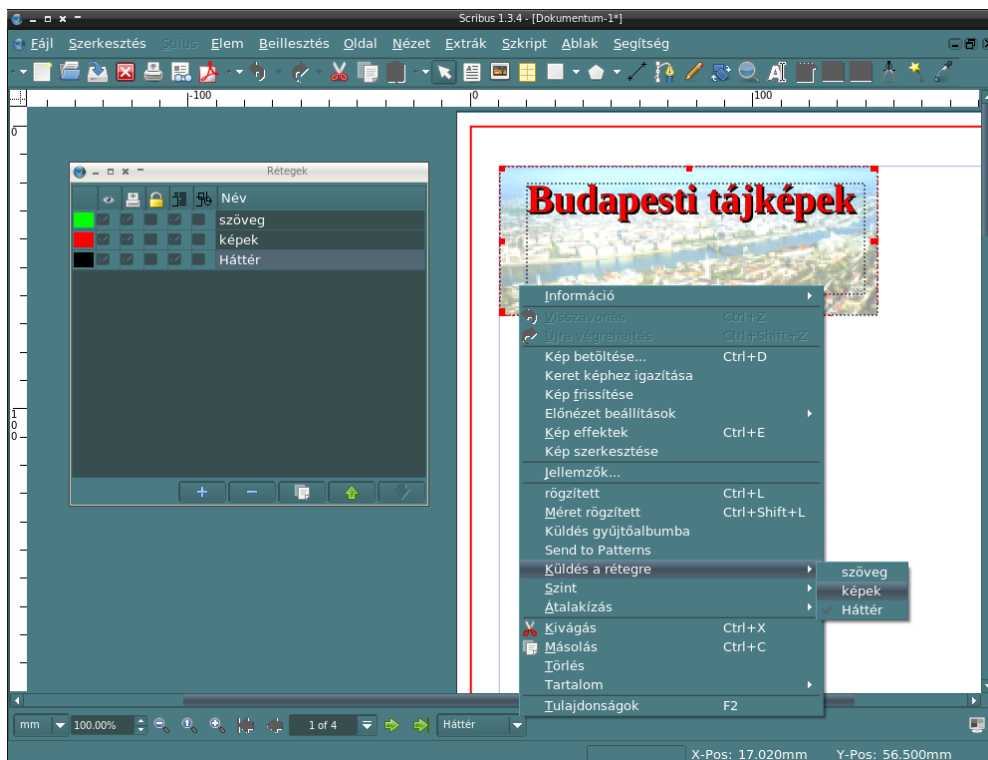 Scribus 1.3.4 - [Dokumentum-1*]
Fájl Szerkesztés Stílus Elem Beillesztés Oldal Nézet Extrák Szkript Ablak Segítség
-100 0 100
0
Rétegek
Név
szöveg
képek
Háttér
100
Budapesti tájképek
Információ
Visszavonás Ctrl+Z
Újra végrehajtás Ctrl+Shift+Z
Kép betöltése... Ctrl+D
Keret képhez igazítása
Kép frissítése
Előnézet beállítások
Kép effektek Ctrl+E
Kép szerkesztése
Jellemzők...
rögzített Ctrl+L
Méret rögzített Ctrl+Shift+L
Küldés gyűjtőalbumba
Send to Patterns
Küldés a rétegre
Szint
Átalakízás
Kivágás Ctrl+X
Másolás Ctrl+C
Törlés
Tartalom
Tulajdonságok F2
szöveg
képek
Háttér
mm 100.00% 1 of 4 Háttér
X-Pos: 17.020mm Y-Pos: 56.500mm